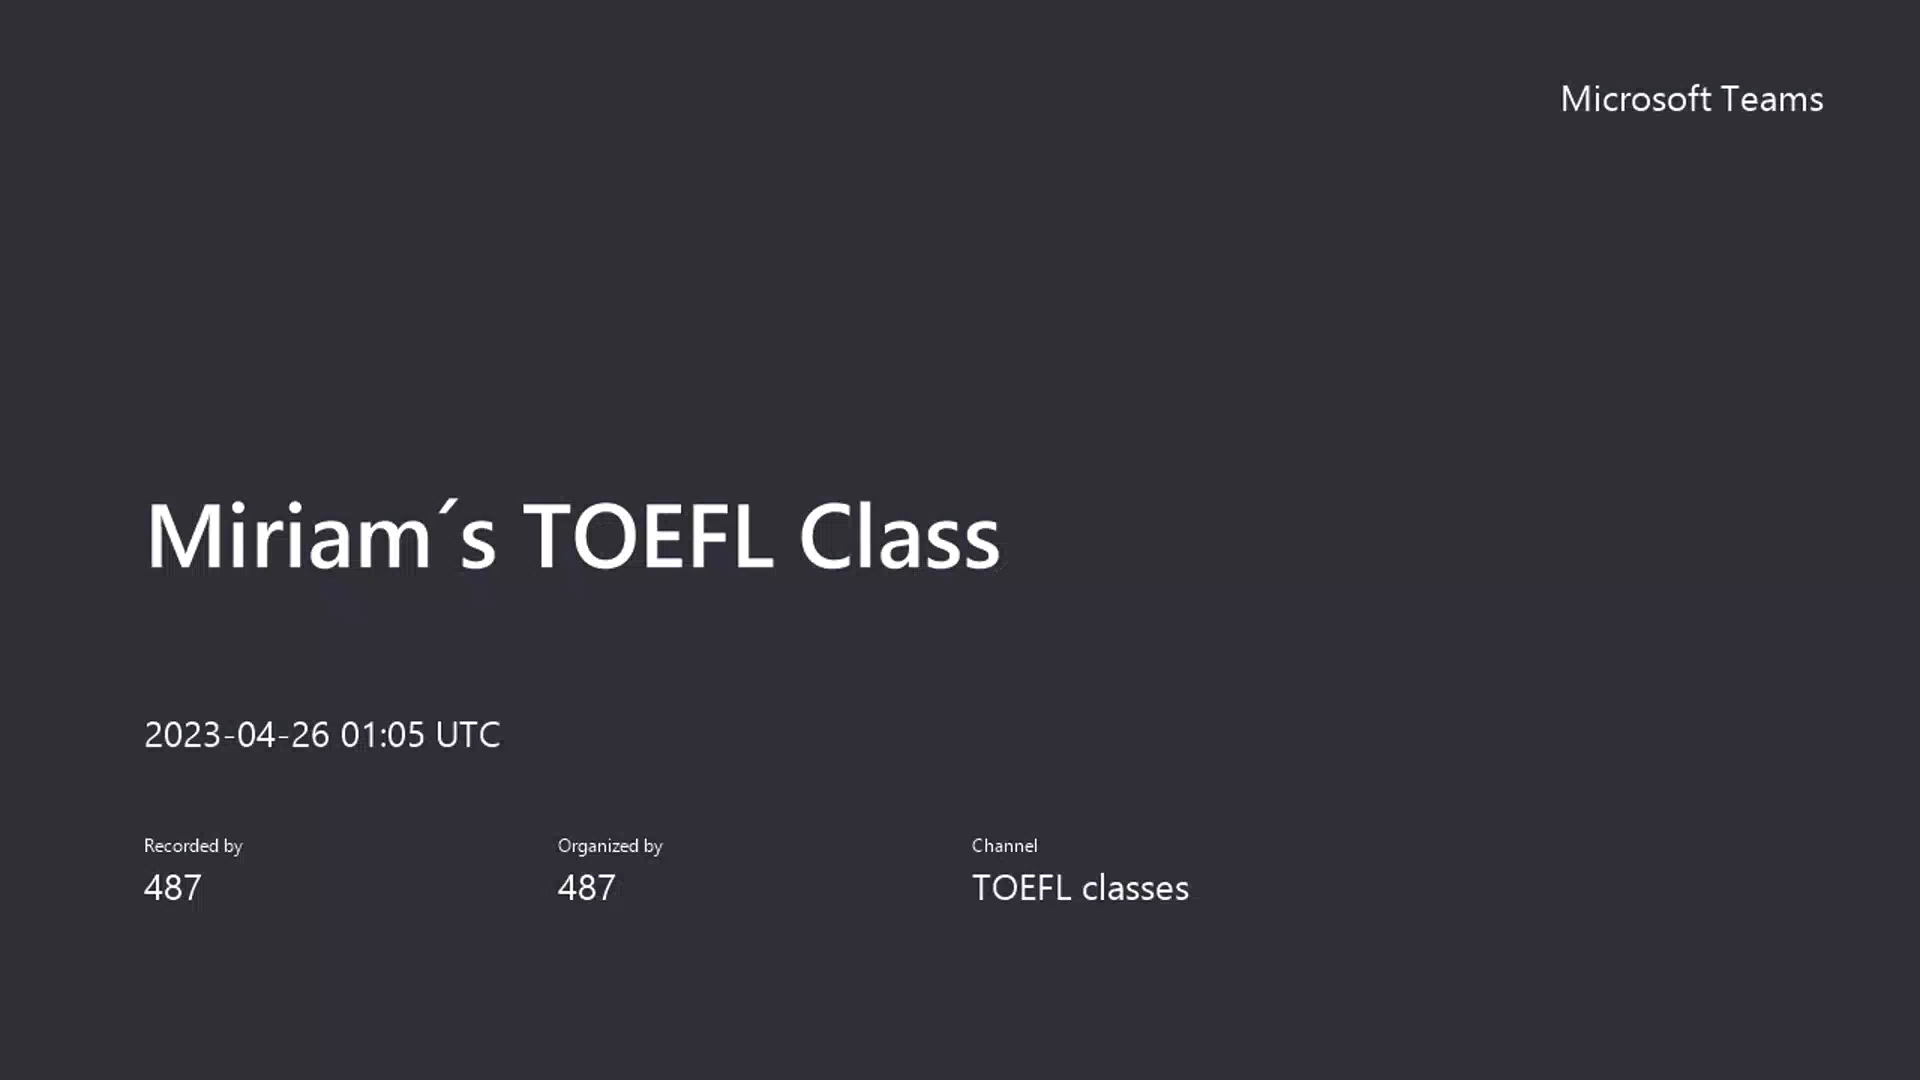 Microsoft Teams
Miriam´s TOEFL Class
2023-04-26 01:05 UTC
Recorded by
487
Organized by
487
Channel
TOEFL classes